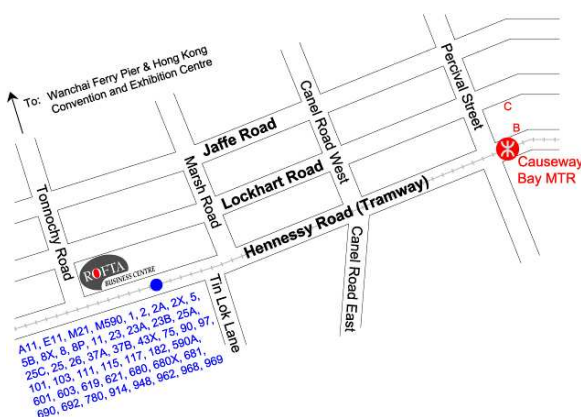 To: Wanchai Ferry Pier & Hong Kong
Convention and Exhibition Centre
Canel Road West
Percival Street
C
B
Jaffe Road
Causeway
Bay MTR
Marsh Road
Lockhart Road
Tonnochy Road
Hennessy Road (Tramway)
ROFTA
BUSINESS CENTRE
Canel Road East
Tin Lok Lane
A11, E11, M21, M590, 1, 2, 2A, 2X, 5,
5B, 8X, 8, 8P, 11, 23, 23A, 23B, 25A,
25C, 25, 26, 37A, 37B, 43X, 75, 90, 97,
101, 103, 111, 115, 117, 182, 590A,
601, 603, 619, 621, 680, 680X, 681,
690, 692, 780, 914, 948, 962, 968, 969